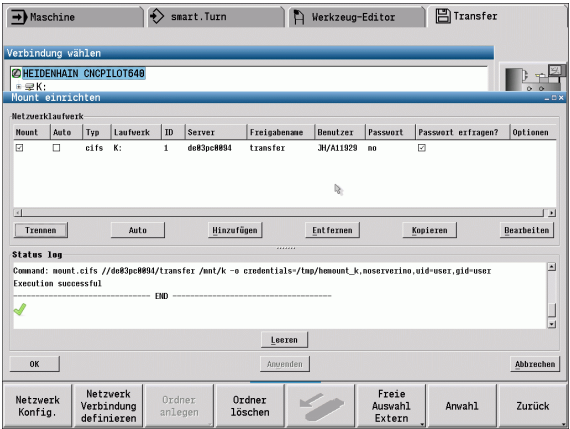 Maschine smart.Turn Werkzeug-Editor Transfer
Verbindung wählen
HEIDENHAIN CNCPILOT640
K:
Mount einrichten
Netzwerklaufwerk
Mount Auto Typ Laufwerk ID Server Freigabename Benutzer Passwort Passwort erfragen? Optionen
cifs K: 1 de03pc0094 transfer JH/A11929 no
Trennen Auto Hinzufügen Entfernen Kopieren Bearbeiten
Status log
Command: mount.cifs //de03pc0094/transfer /mnt/k -o credentials=/tmp/hemount_k,noserverino,uid=user,gid=user
Execution successful
-------------------------------- END -------------------------------------
Leeren
OK Anwenden Abbrechen
Netzwerk Konfig.
Netzwerk Verbindung definieren
Ordner anlegen
Ordner löschen
Freie Auswahl Extern
Anwahl
Zurück